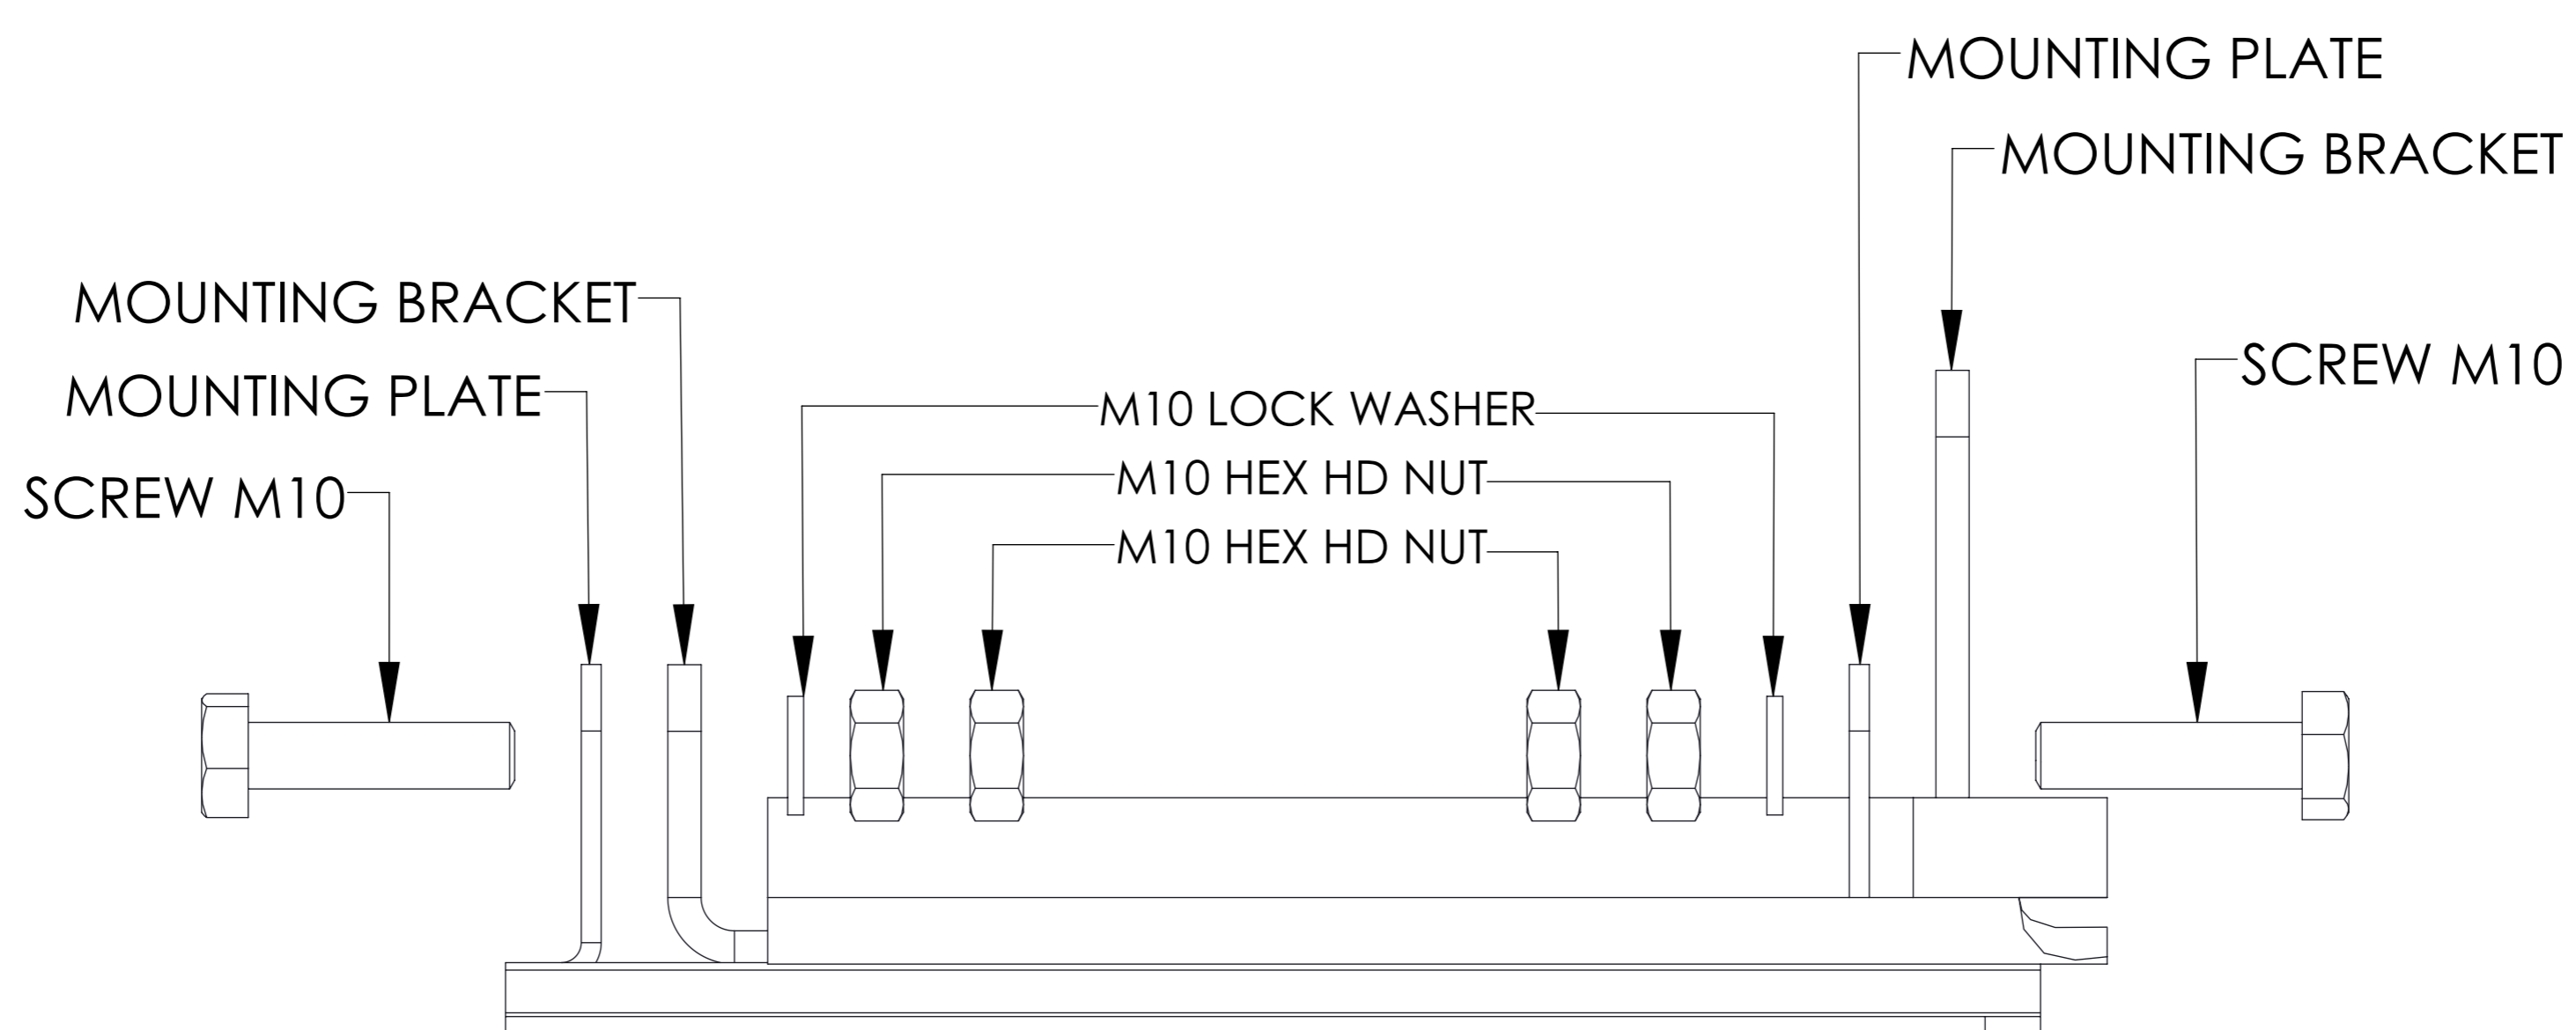 MOUNTING PLATE
MOUNTING BRACKET
MOUNTING BRACKET
SCREW M10
MOUNTING PLATE
M10 LOCK WASHER
M10 HEX HD NUT
SCREW M10
M10 HEX HD NUT